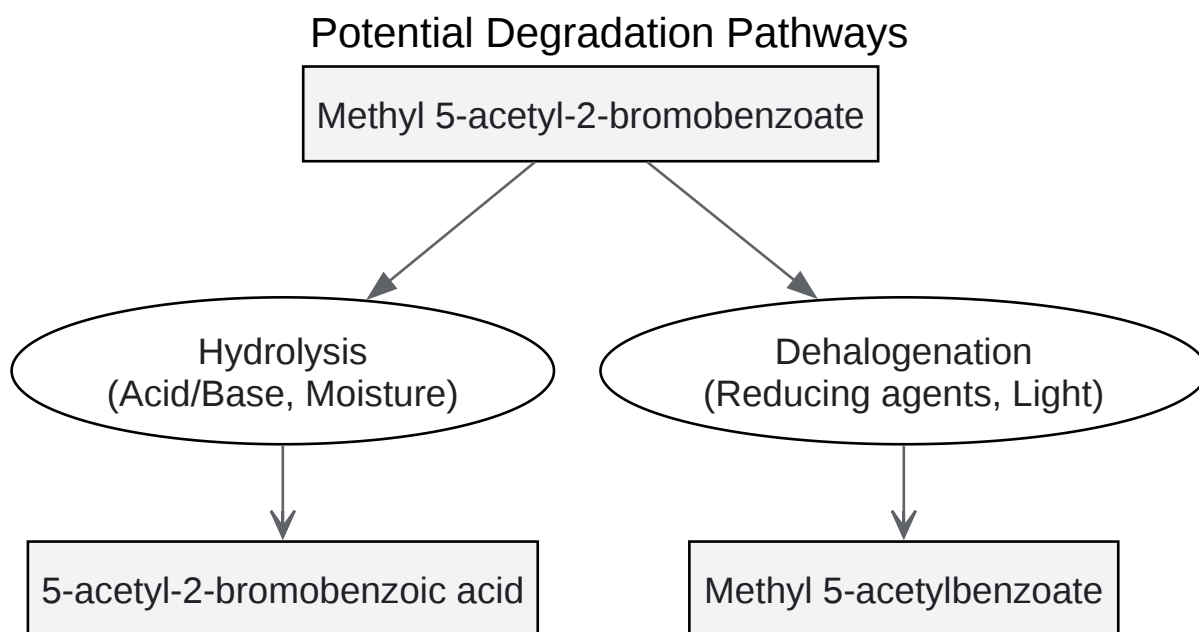 Potential Degradation Pathways
Methyl 5-acetyl-2-bromobenzoate
Hydrolysis
(Acid/Base, Moisture)
Dehalogenation
(Reducing agents, Light)
5-acetyl-2-bromobenzoic acid
Methyl 5-acetylbenzoate